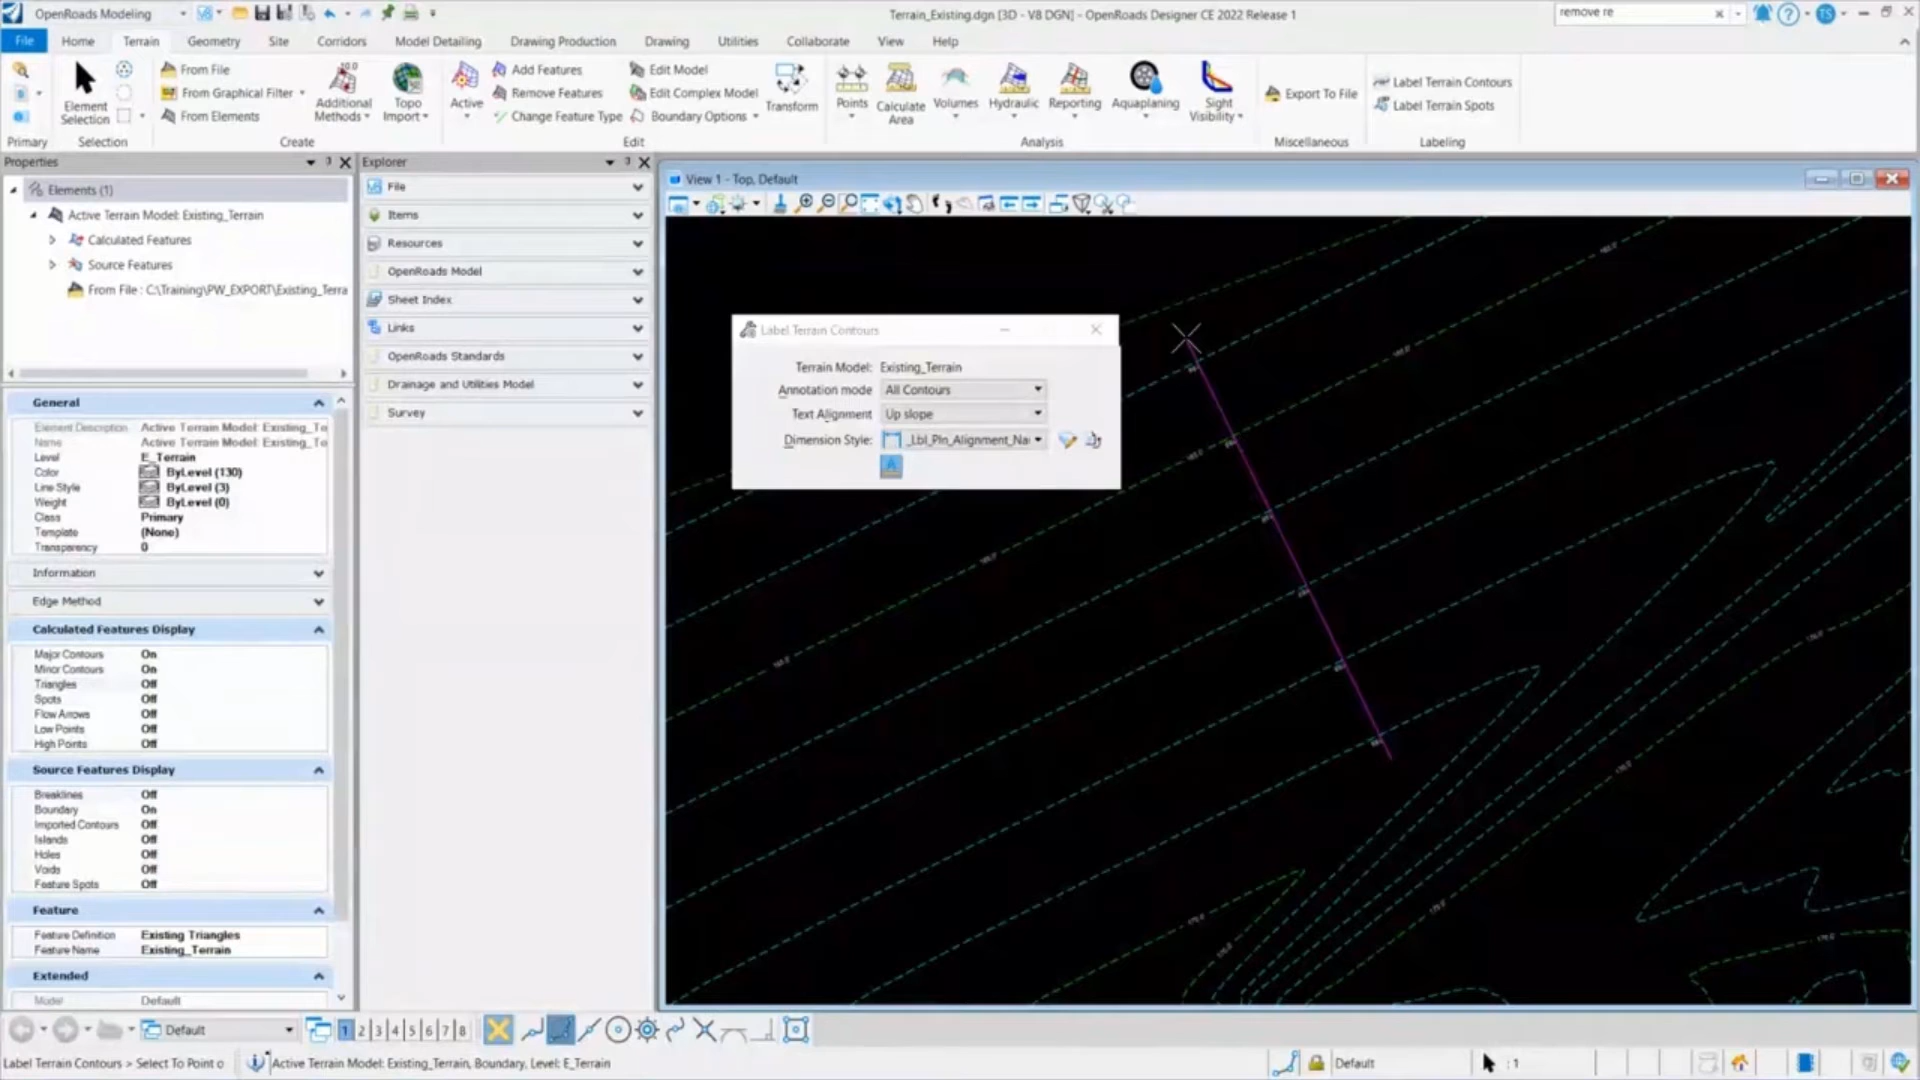 OpenRoads Modeling
Terrain_Existing.dgn [3D - V8 DGN] - OpenRoads Designer CE 2022 Release 1
remove re
TS
File Home Terrain Geometry Site Corridors Model Detailing Drawing Production Drawing Utilities Collaborate View Help
Element Selection
From File
From Graphical Filter
From Elements
Additional Methods
Topo Import
Active
Add Features
Remove Features
Change Feature Type
Edit Model
Edit Complex Model
Boundary Options
Transform
Points
Calculate Area
Volumes
Hydraulic
Reporting
Aquaplaning
Sight Visibility
Export To File
Label Terrain Contours
Label Terrain Spots
Primary Selection Create Edit Analysis Miscellaneous Labeling
Properties
Elements (1)
Active Terrain Model: Existing_Terrain
Calculated Features
Source Features
From File : C:\Training\PW_EXPORT\Existing_Terra
General
Element Description Active Terrain Model: Existing_Te
Name Active Terrain Model: Existing_To
Level E_Terrain
Color ByLevel (130)
Line Style ByLevel (3)
Weight ByLevel (0)
Class Primary
Template (None)
Transparency 0
Information
Edge Method
Calculated Features Display
Major Contours On
Minor Contours On
Triangles Off
Spots Off
Flow Arrows Off
Low Points Off
High Points Off
Source Features Display
Breaklines Off
Boundary On
Imported Contours Off
Islands Off
Holes Off
Voids Off
Feature Spots Off
Feature
Feature Definition Existing Triangles
Feature Name Existing_Terrain
Extended
Model Default
Explorer
File
Items
Resources
OpenRoads Model
Sheet Index
Links
OpenRoads Standards
Drainage and Utilities Model
Survey
View 1 - Top, Default
Label Terrain Contours
Terrain Model: Existing_Terrain
Annotation mode All Contours
Text Alignment Up slope
Dimension Style: _Lbl_Pln_Alignment_Na
A
Default
1 2 3 4 5 6 7 8
Label Terrain Contours > Select To Point o
Active Terrain Model: Existing_Terrain, Boundary, Level: E_Terrain
Default
: 1